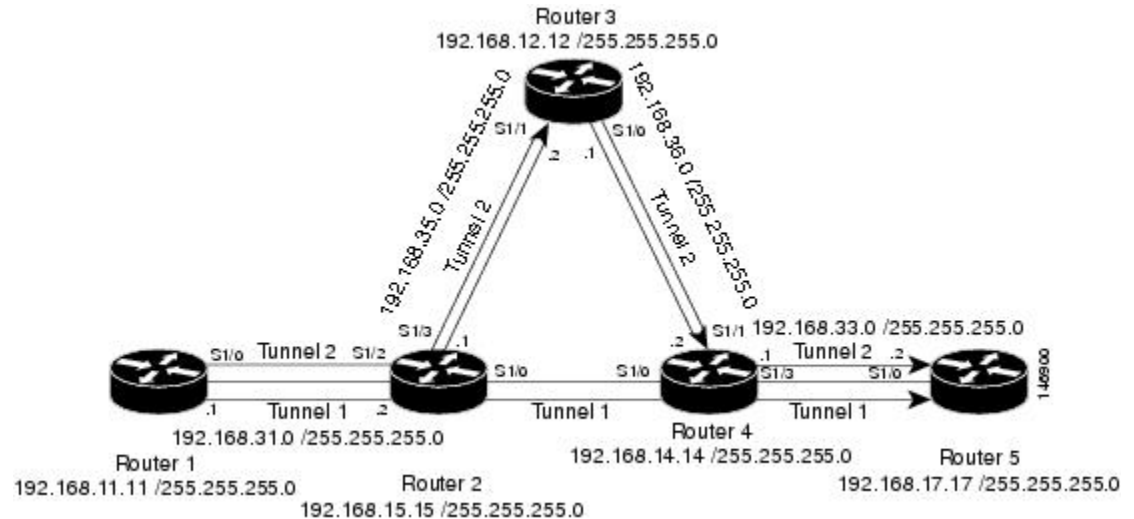 Router 3
192.168.12.12 /255.255.255.0
192.168.35.0 /255.255.255.0
192.168.36.0 /255.255.255.0
S1/1
S1/0
.2
.1
Tunnel 2
Tunnel 2
S1/3
.1
.2
S1/1
192.168.33.0 /255.255.255.0
S1/0
Tunnel 2
S1/2
S1/0
S1/0
.1
Tunnel 2
.2
S1/3
S1/0
146900
.1
Tunnel 1
.2
Tunnel 1
Tunnel 1
192.168.31.0 /255.255.255.0
Router 1
192.168.11.11 /255.255.255.0
Router 2
192.168.15.15 /255.255.255.0
Router 4
192.168.14.14 /255.255.255.0
Router 5
192.168.17.17 /255.255.255.0